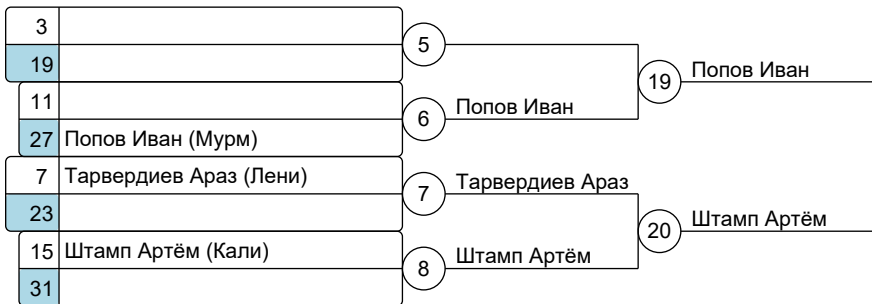 3
5
19
19 Попов Иван
11
6 Попов Иван
27 Попов Иван (Мурм)
7 Тарвердиев Араз (Лени)
7 Тарвердиев Араз
23
20 Штамп Артём
15 Штамп Артём (Кали)
8 Штамп Артём
31